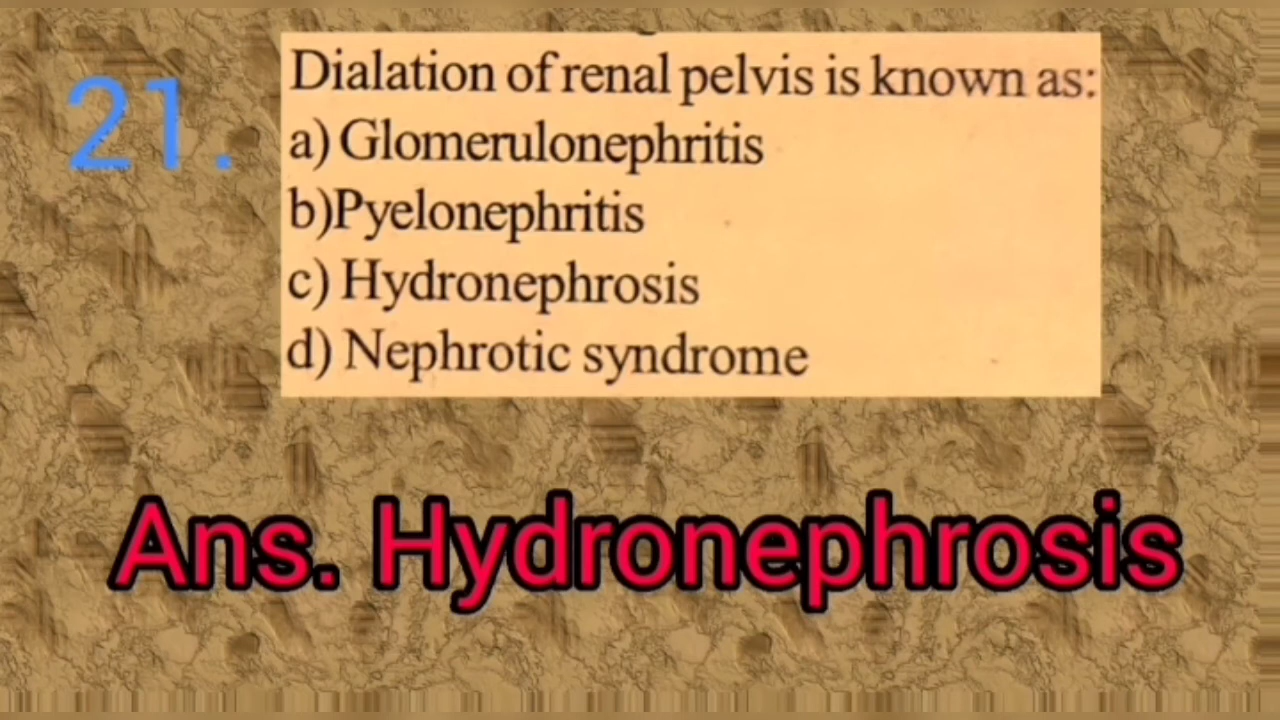 21.
Dialation of renal pelvis is known as:
a) Glomerulonephritis
b)Pyelonephritis
c) Hydronephrosis
d) Nephrotic syndrome
Ans. Hydronephrosis